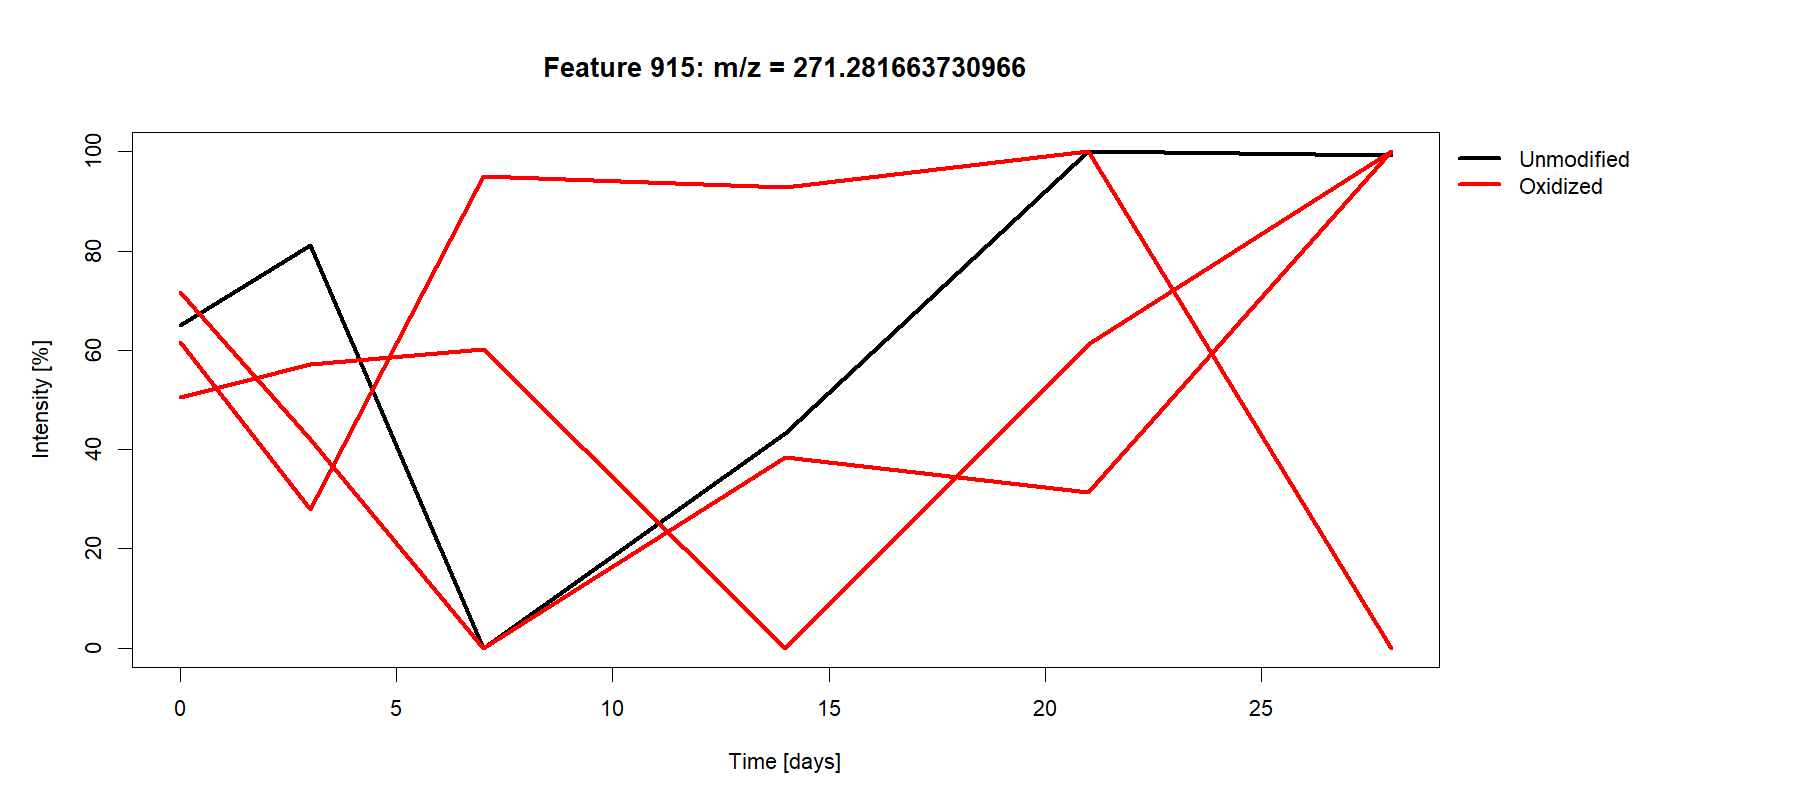 Feature 915: m/z = 271.281663730966
Unmodified
Oxidized
Intensity [%]
100
80
60
40
20
0
0 5 10 15 20 25
Time [days]